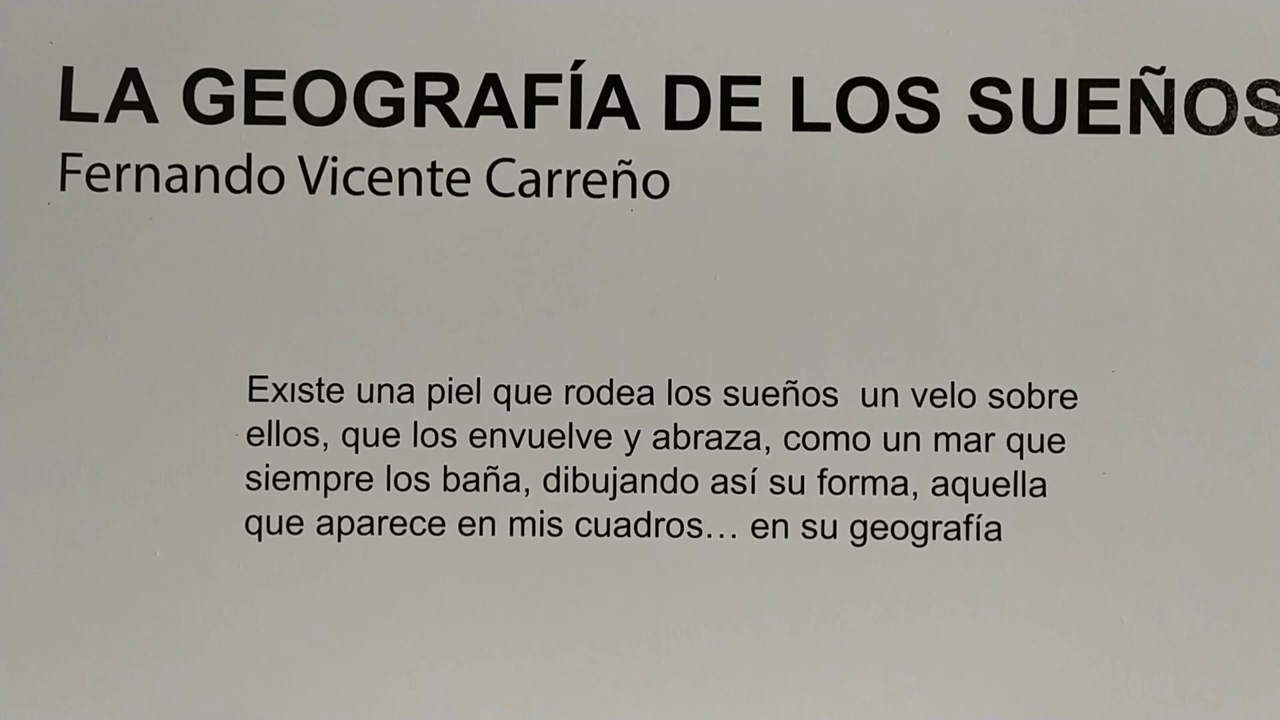 LA GEOGRAFÍA DE LOS SUEÑOS
Fernando Vicente Carreño
Existe una piel que rodea los sueños  un velo sobre
ellos, que los envuelve y abraza, como un mar que
siempre los baña, dibujando así su forma, aquella
que aparece en mis cuadros... en su geografía